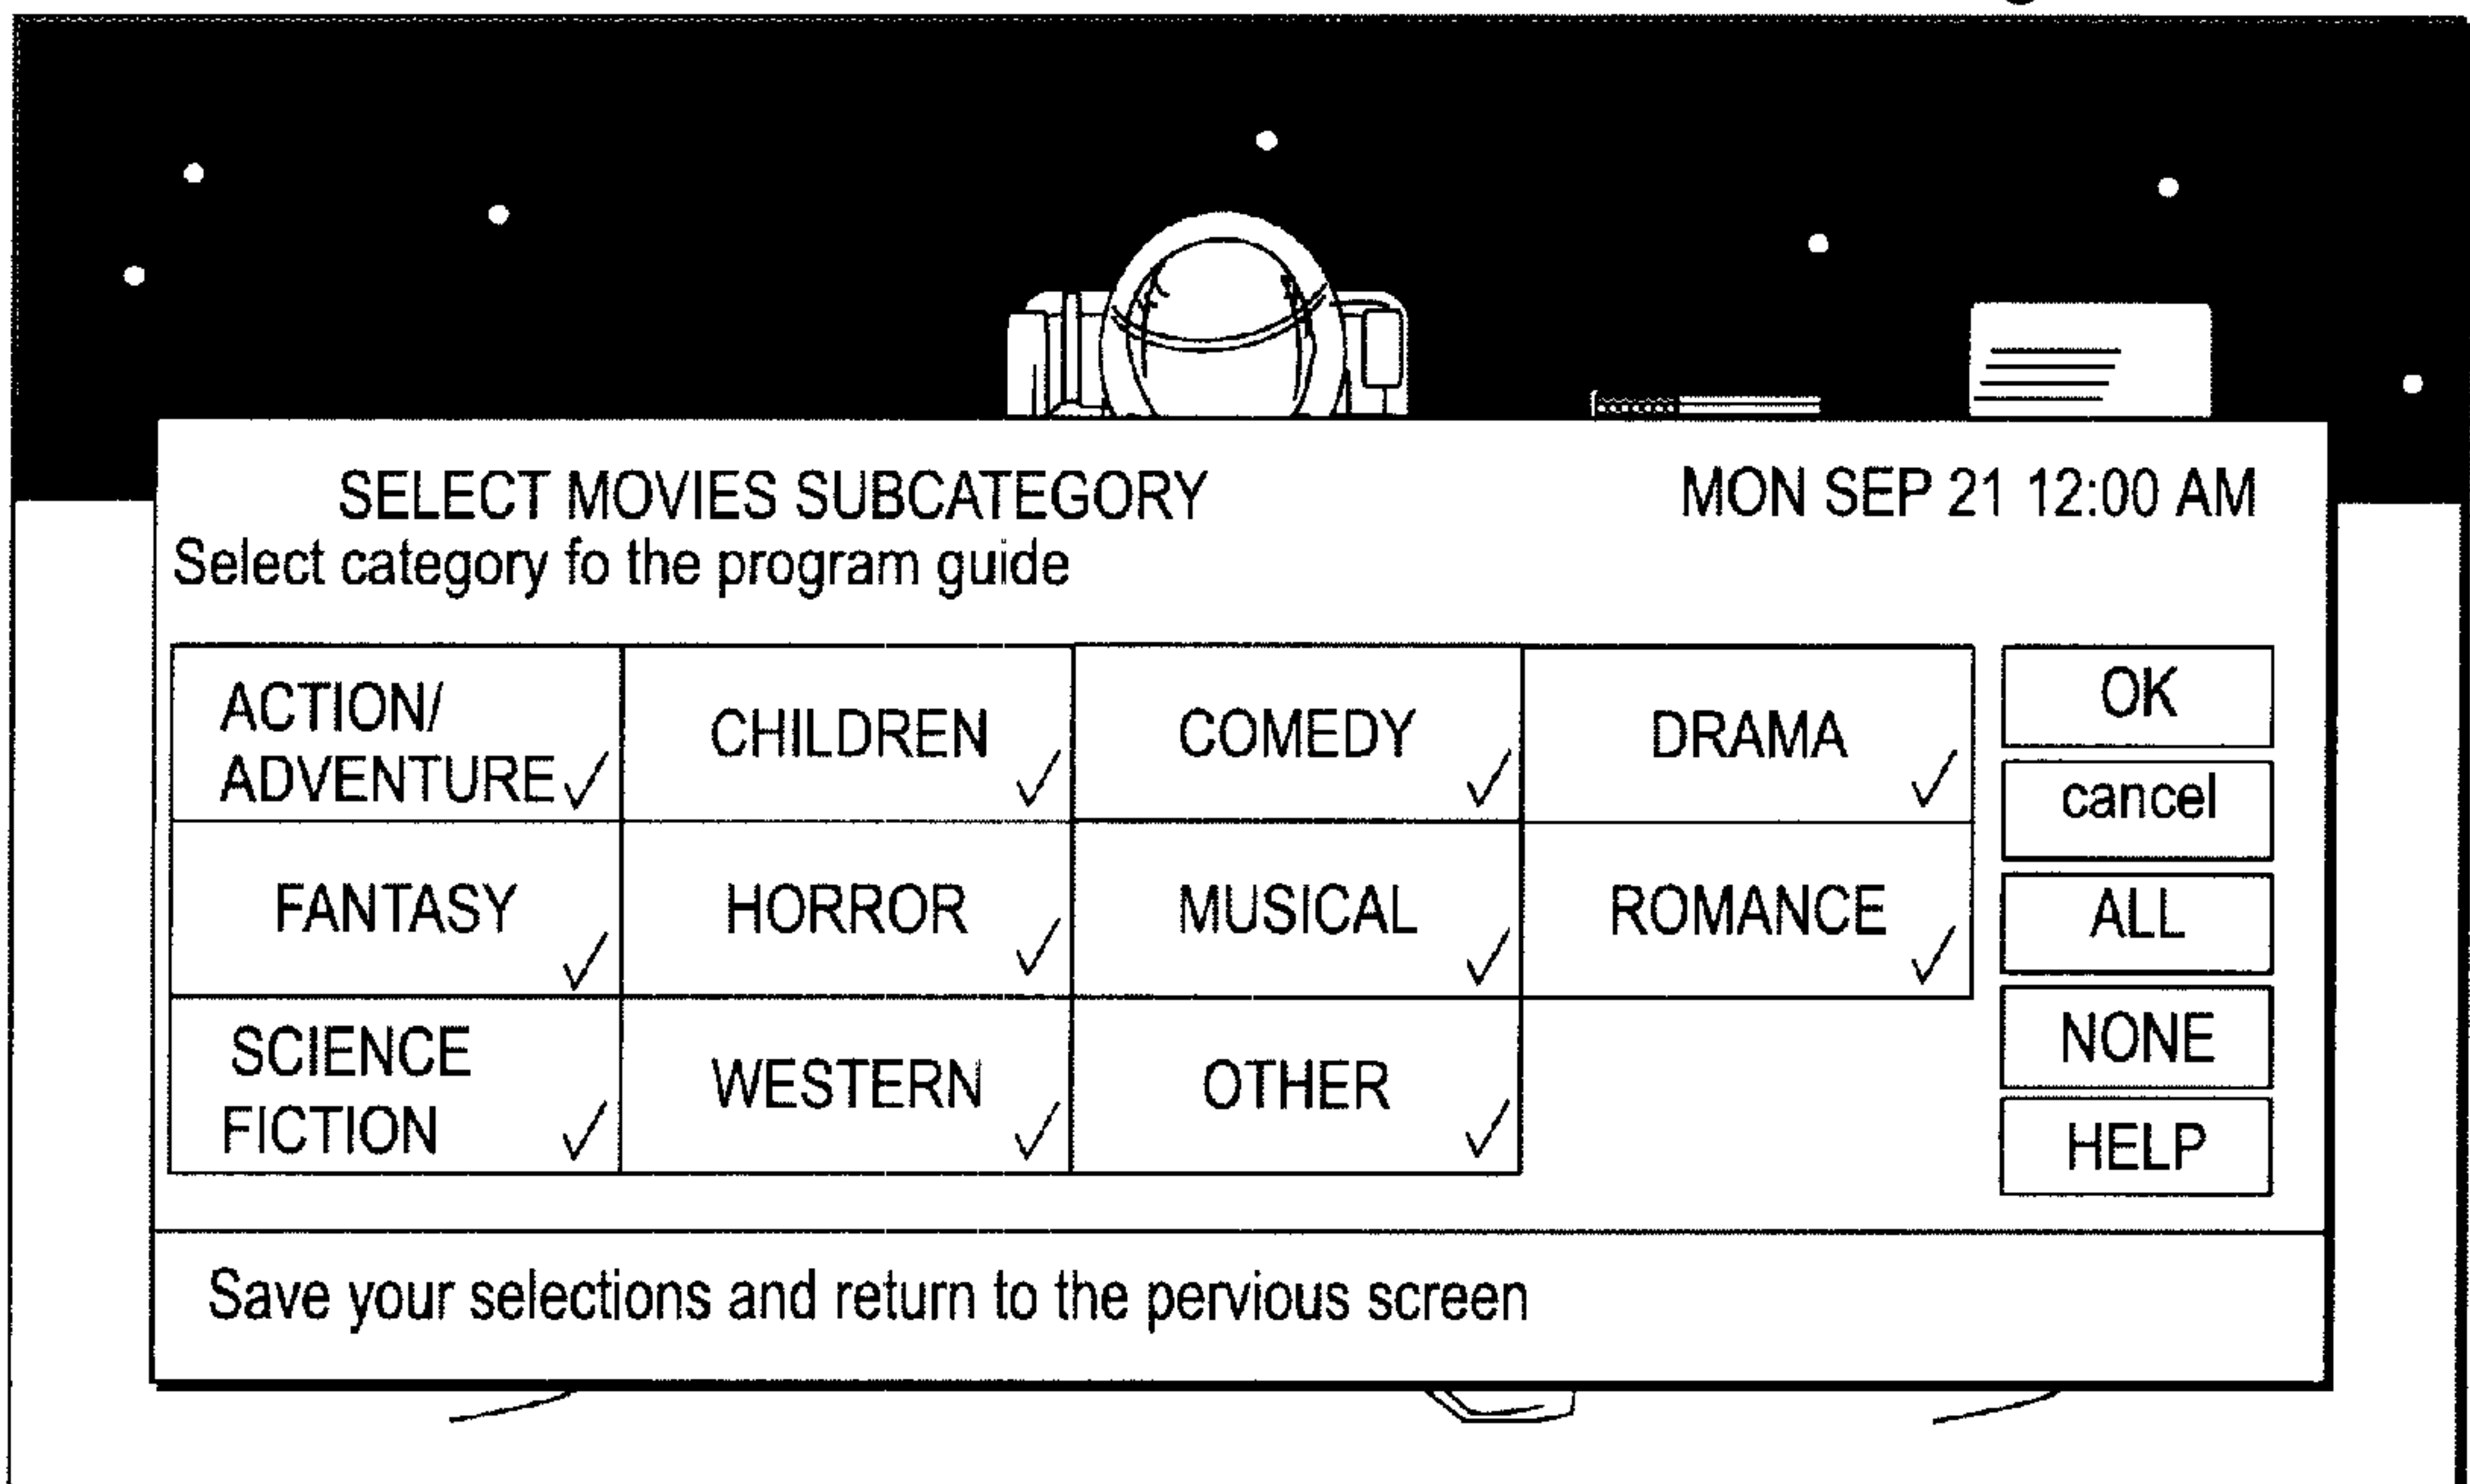 SELECT MOVIES SUBCATEGORY MON SEP 21 12:00 AM
Select category fo the program guide
ACTION/
ADVENTURE
CHILDREN
COMEDY
DRAMA
OK
cancel
FANTASY
HORROR
MUSICAL
ROMANCE
ALL
SCIENCE
FICTION
WESTERN
OTHER
NONE
HELP
Save your selections and return to the pervious screen